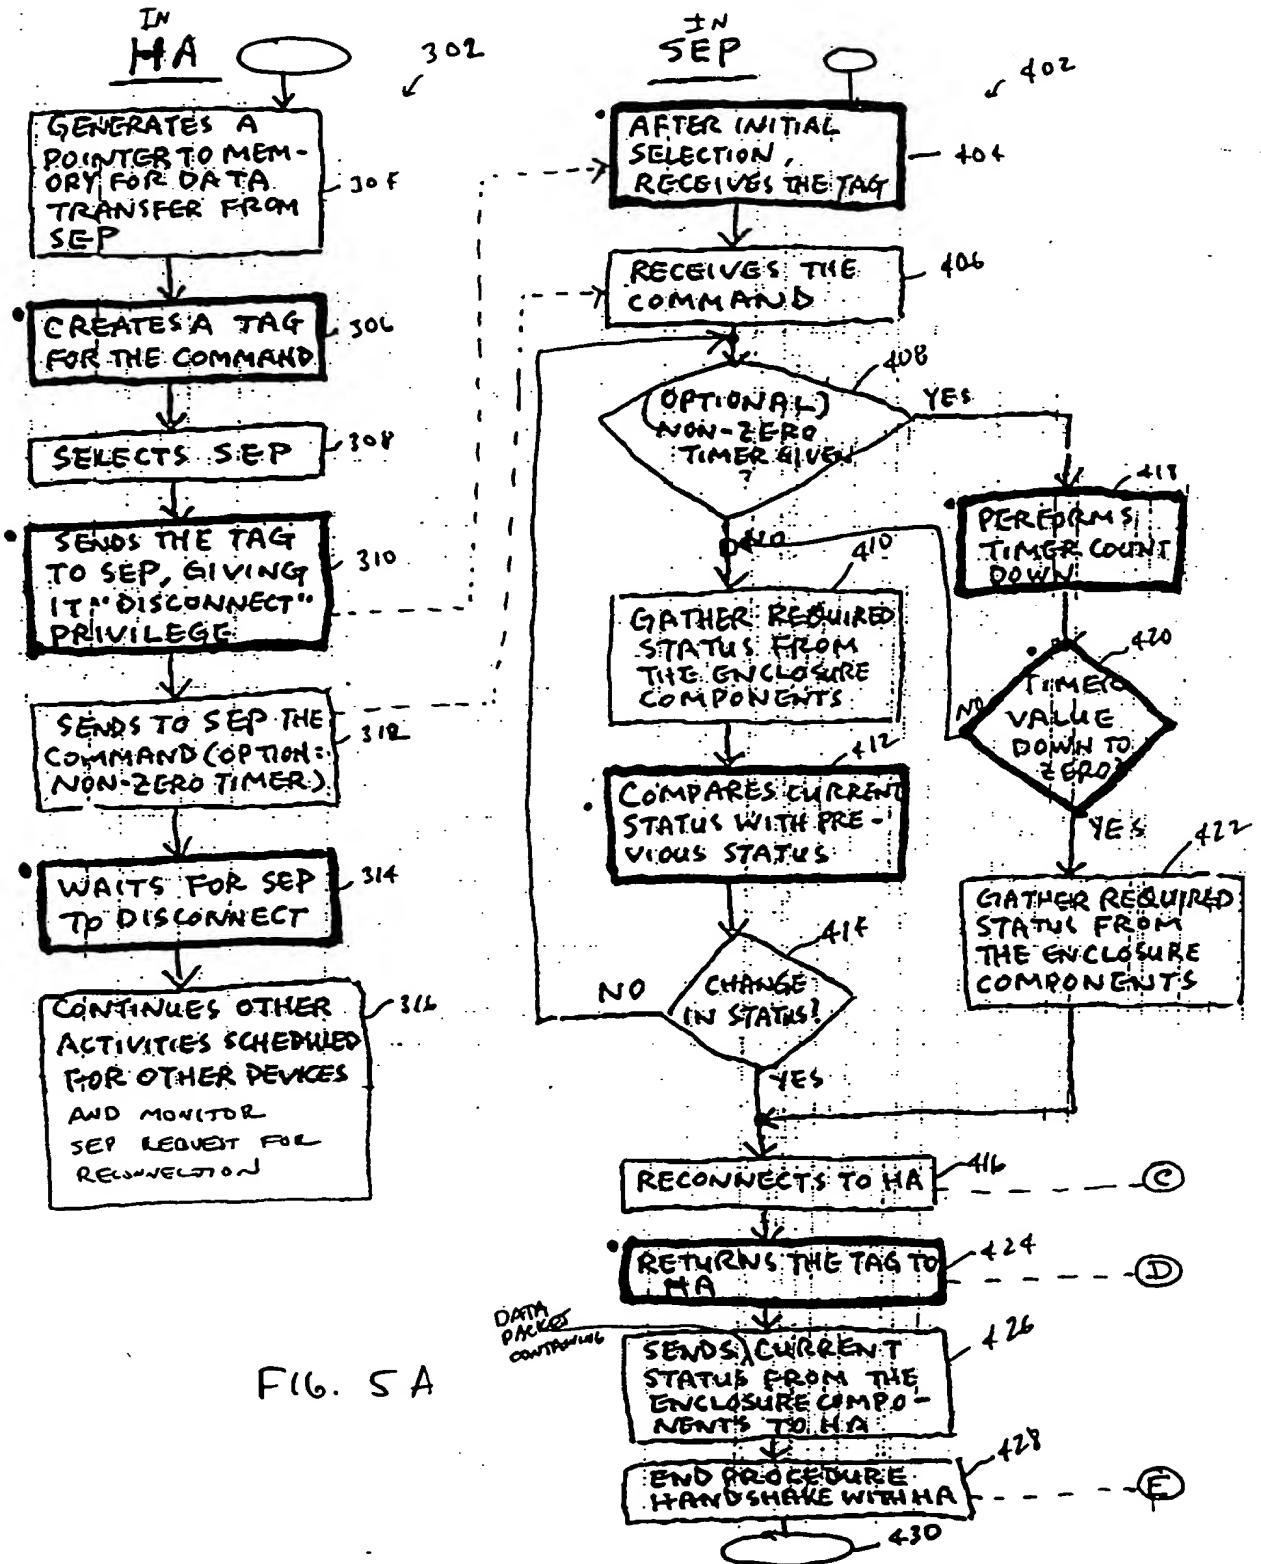 IN
HA
302
GENERATES A
POINTER TO MEM-
ORY FOR DATA
TRANSFER FROM
SEP
304
CREATES A TAG
FOR THE COMMAND
306
SELECTS SEP
308
SENDS THE TAG
TO SEP, GIVING
IT "DISCONNECT"
PRIVILEGE
310
SENDS TO SEP THE
COMMAND (OPTION:
NON-ZERO TIMER)
312
WAITS FOR SEP
TO DISCONNECT
314
CONTINUES OTHER
ACTIVITIES SCHEDULED
FOR OTHER DEVICES
AND MONITOR
SEP REQUEST FOR
RECONNECTION
316
IN
SEP
402
AFTER INITIAL
SELECTION,
RECEIVES THE TAG
404
RECEIVES THE
COMMAND
406
408
(OPTIONAL)
NON-ZERO
TIMER GIVEN
?
YES
NO
410
GATHER REQUIRED
STATUS FROM
THE ENCLOSURE
COMPONENTS
412
COMPARES CURRENT
STATUS WITH PRE-
VIOUS STATUS
414
CHANGE
IN STATUS?
NO
YES
418
PERFORMS
TIMER COUNT
DOWN
420
TIMER
VALUE
DOWN TO
ZERO?
NO
YES
422
GATHER REQUIRED
STATUS FROM
THE ENCLOSURE
COMPONENTS
RECONNECTS TO HA
416
C
RETURNS THE TAG TO
HA
424
D
DATA
PACKET
CONTAINING
SENDS CURRENT
STATUS FROM THE
ENCLOSURE COMPO-
NENTS TO HA
426
END PROCEDURE
HANDSHAKE WITH HA
428
E
430
FIG. 5A